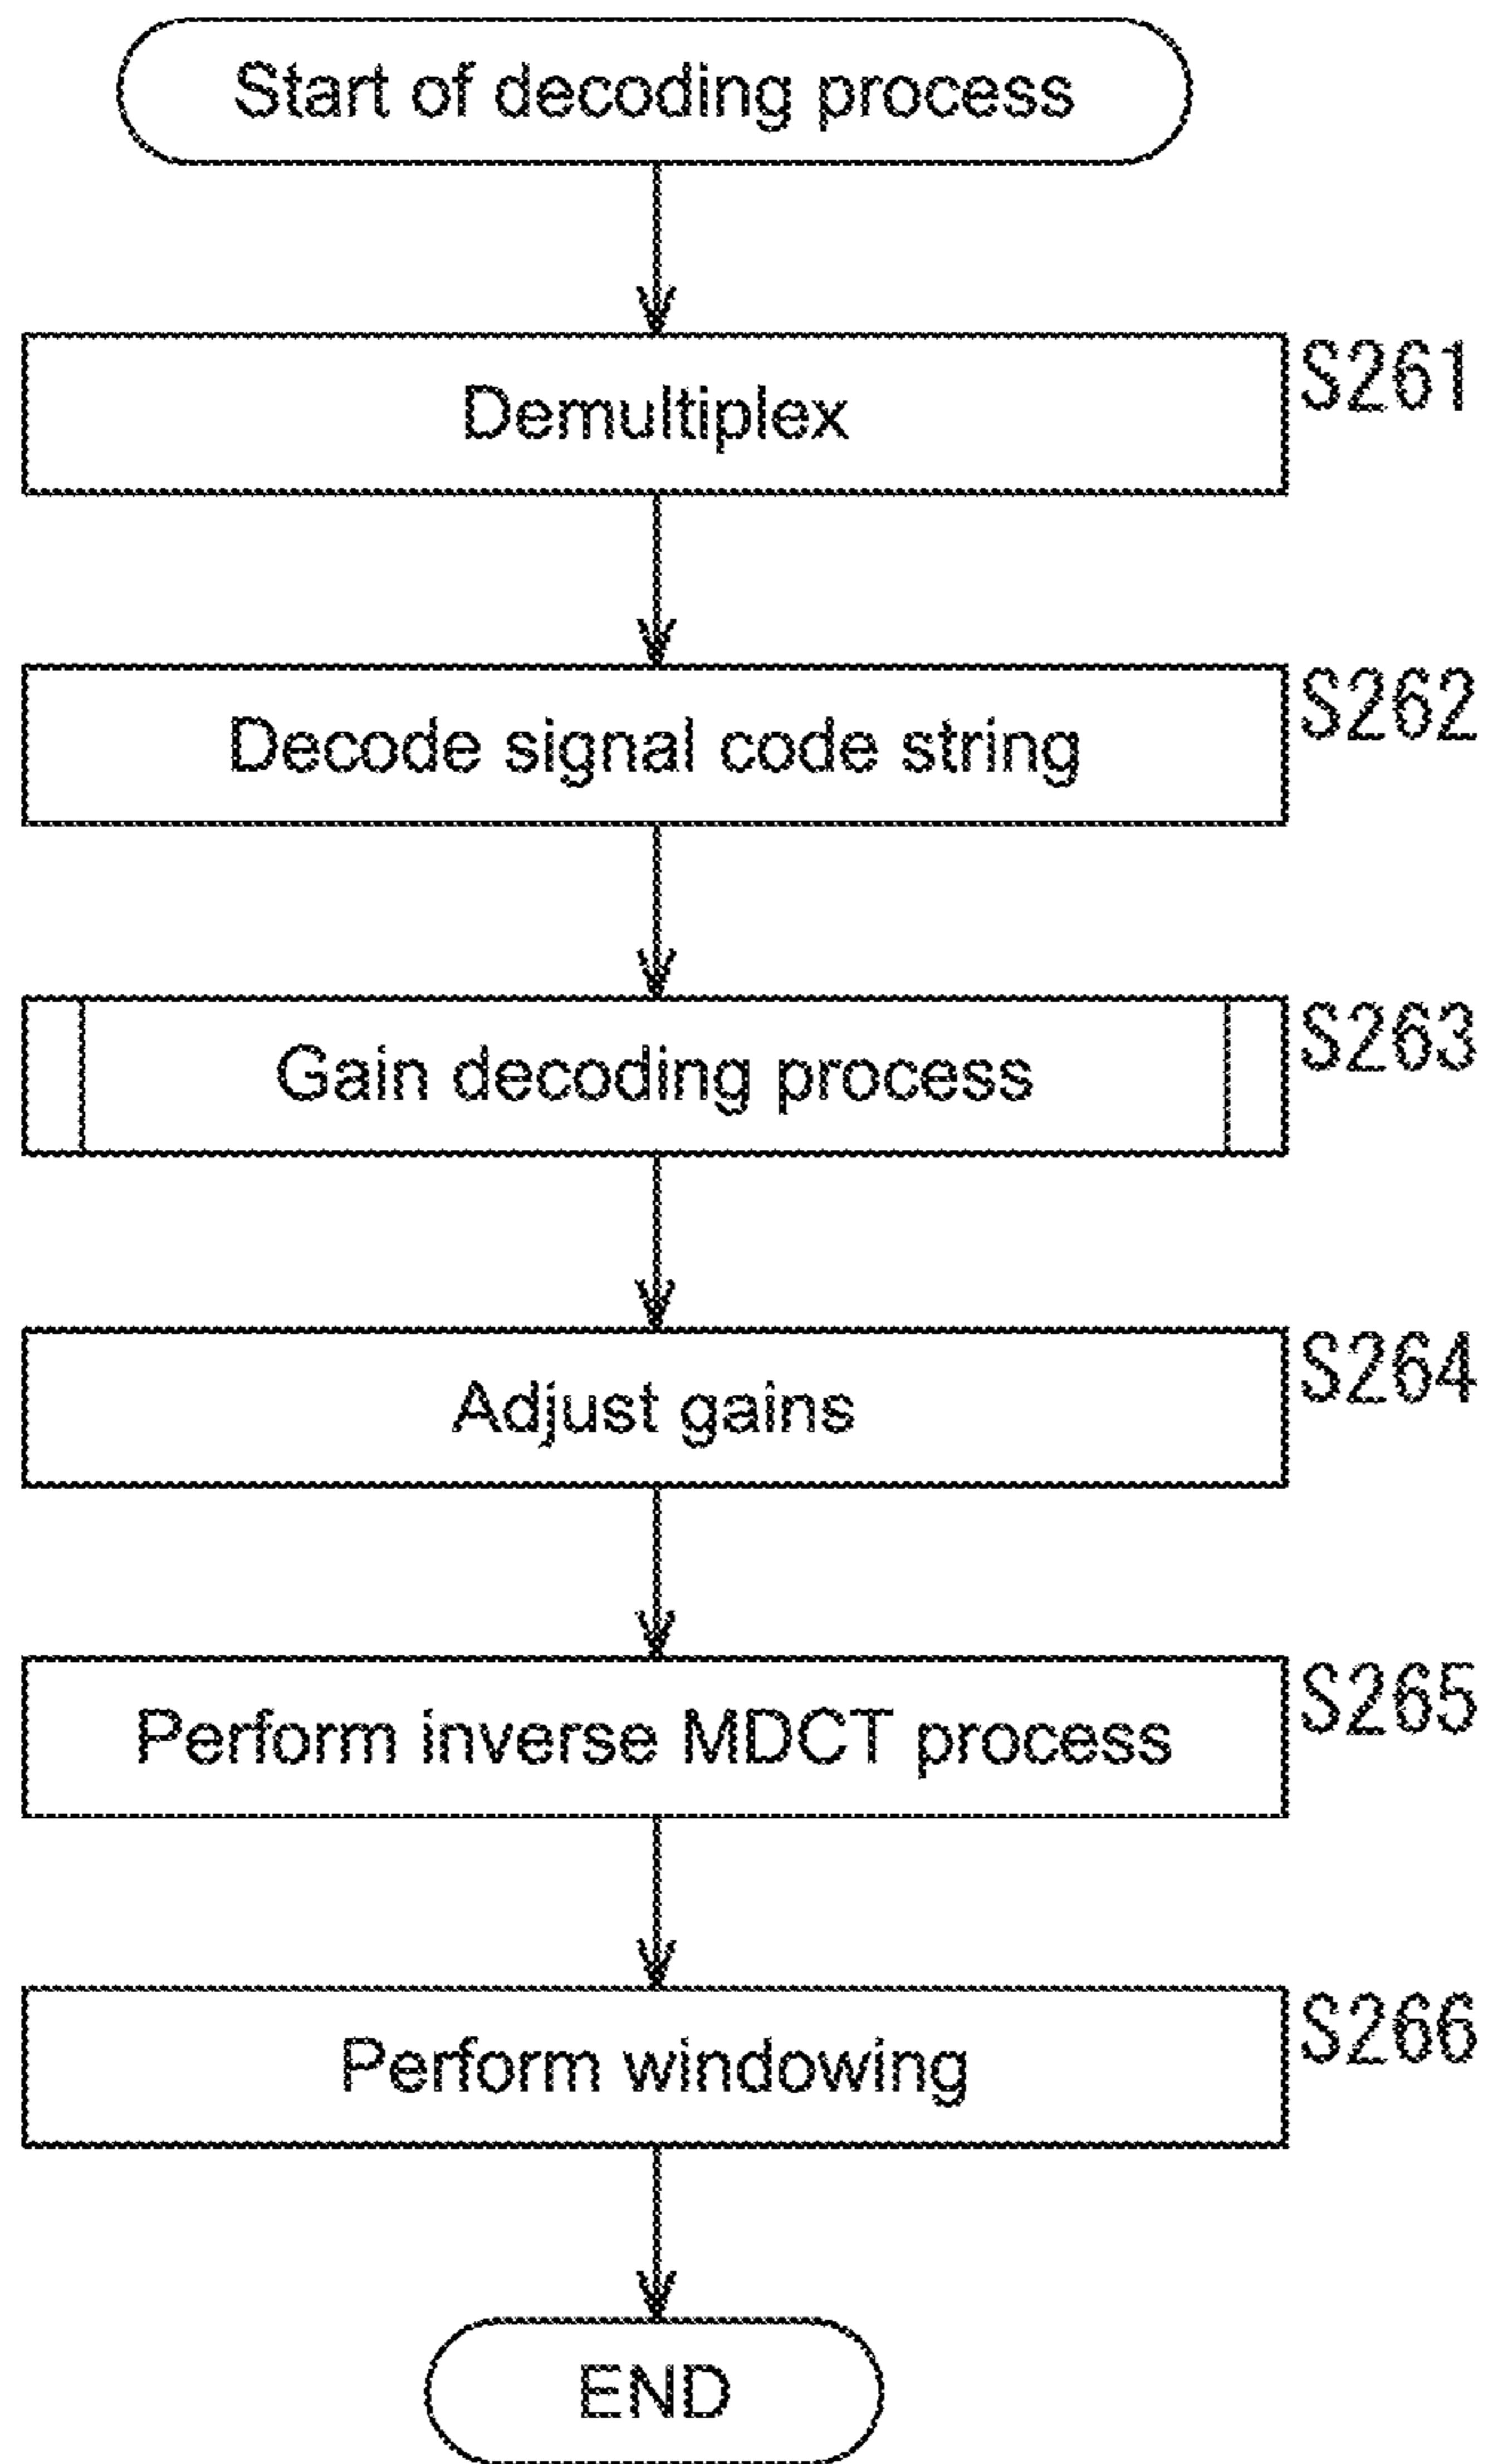 Start of decoding process
Demultiplex
S261
Decode signal code string
S262
Gain decoding process
S263
Adjust gains
S264
Perform inverse MDCT process
S265
Perform windowing
S266
END